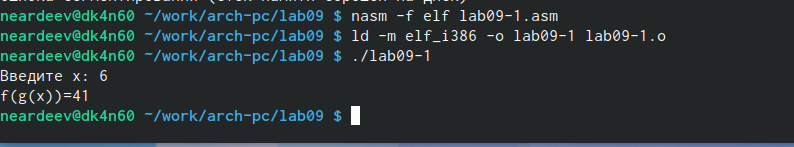 neardeev@dk4n60 ~/work/arch-pc/lab09 $ nasm -f elf lab09-1.asm
neardeev@dk4n60 ~/work/arch-pc/lab09 $ ld -m elf_i386 -o lab09-1 lab09-1.o
neardeev@dk4n60 ~/work/arch-pc/lab09 $ ./lab09-1
Введите x: 6
f(g(x))=41
neardeev@dk4n60 ~/work/arch-pc/lab09 $